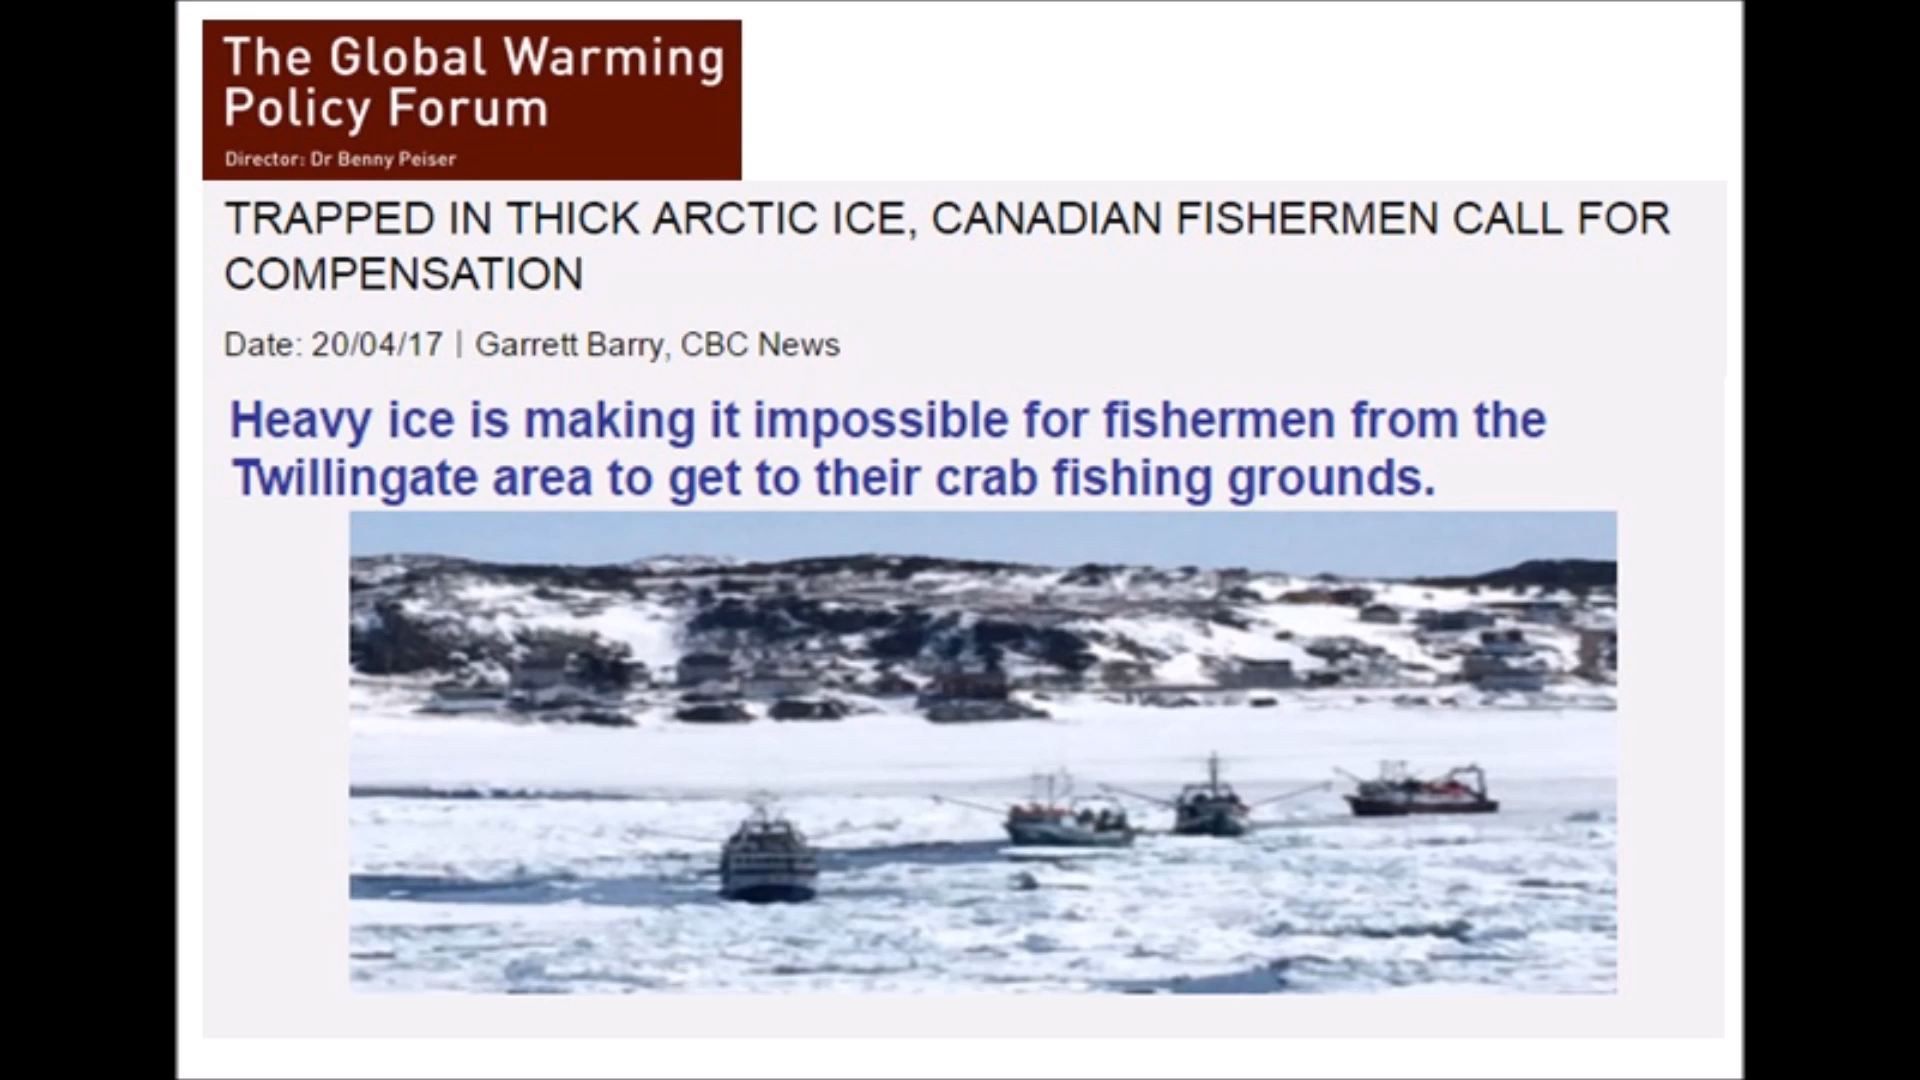 The Global Warming
Policy Forum
Director: Dr Benny Peiser
TRAPPED IN THICK ARCTIC ICE, CANADIAN FISHERMEN CALL FOR
COMPENSATION
Date: 20/04/17 | Garrett Barry, CBC News
Heavy ice is making it impossible for fishermen from the
Twillingate area to get to their crab fishing grounds.